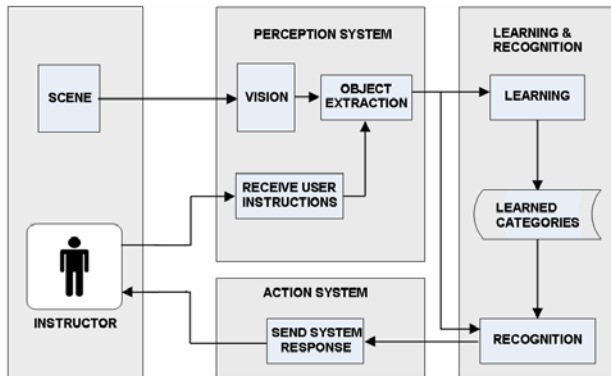 PERCEPTION SYSTEM
LEARNING
& RECOGNITION
SCENE
VISION
OBJECT
EXTRACTION
LEARNING
RECEIVE USER
INSTRUCTIONS
LEARNED
CATEGORIES
INSTRUCTOR
ACTION SYSTEM
SEND SYSTEM
RESPONSE
RECOGNITION